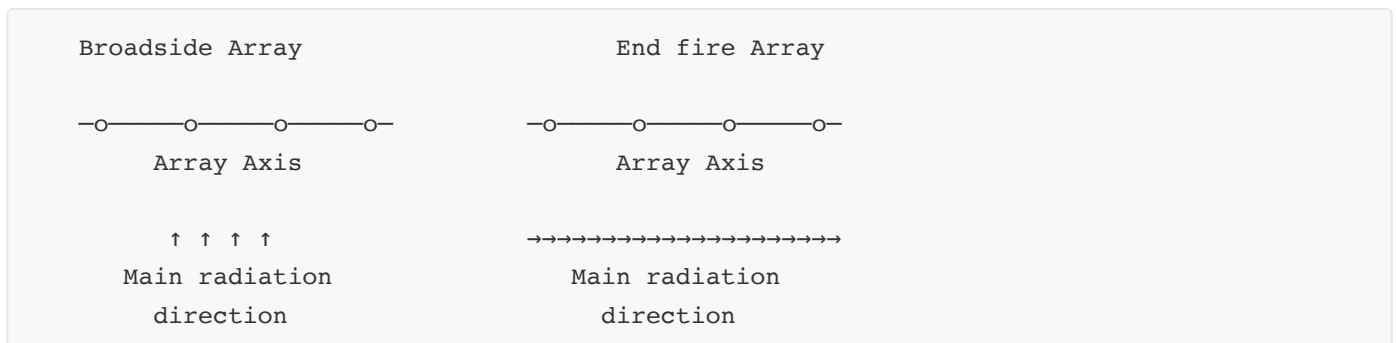 Broadside Array                     End fire Array
─o──────o──────o──────o─         ─o──────o──────o──────o─
Array Axis                     Array Axis
↑ ↑ ↑ ↑                 →→→→→→→→→→→→→→→→→→→→→
Main radiation                Main radiation
direction                     direction